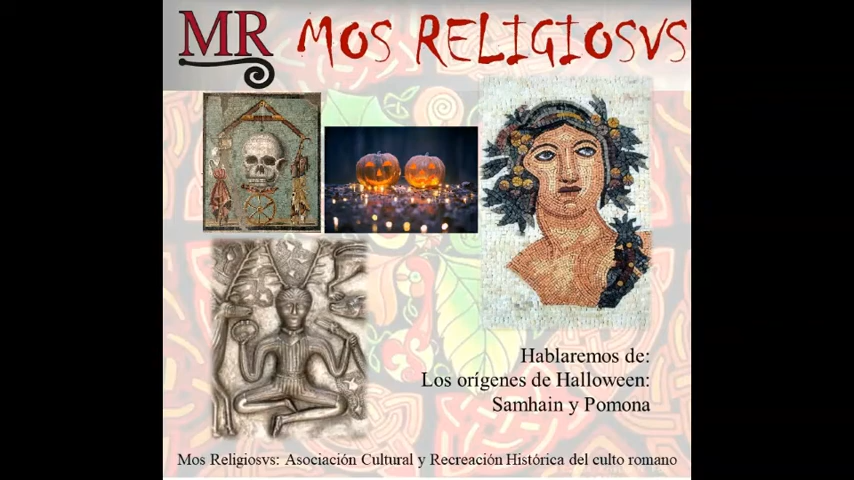 MR MOS RELIGIOSVS
Hablaremos de:
Los orígenes de Halloween:
Samhain y Pomona
Mos Religiosvs: Asociación Cultural y Recreación Histórica del culto romano